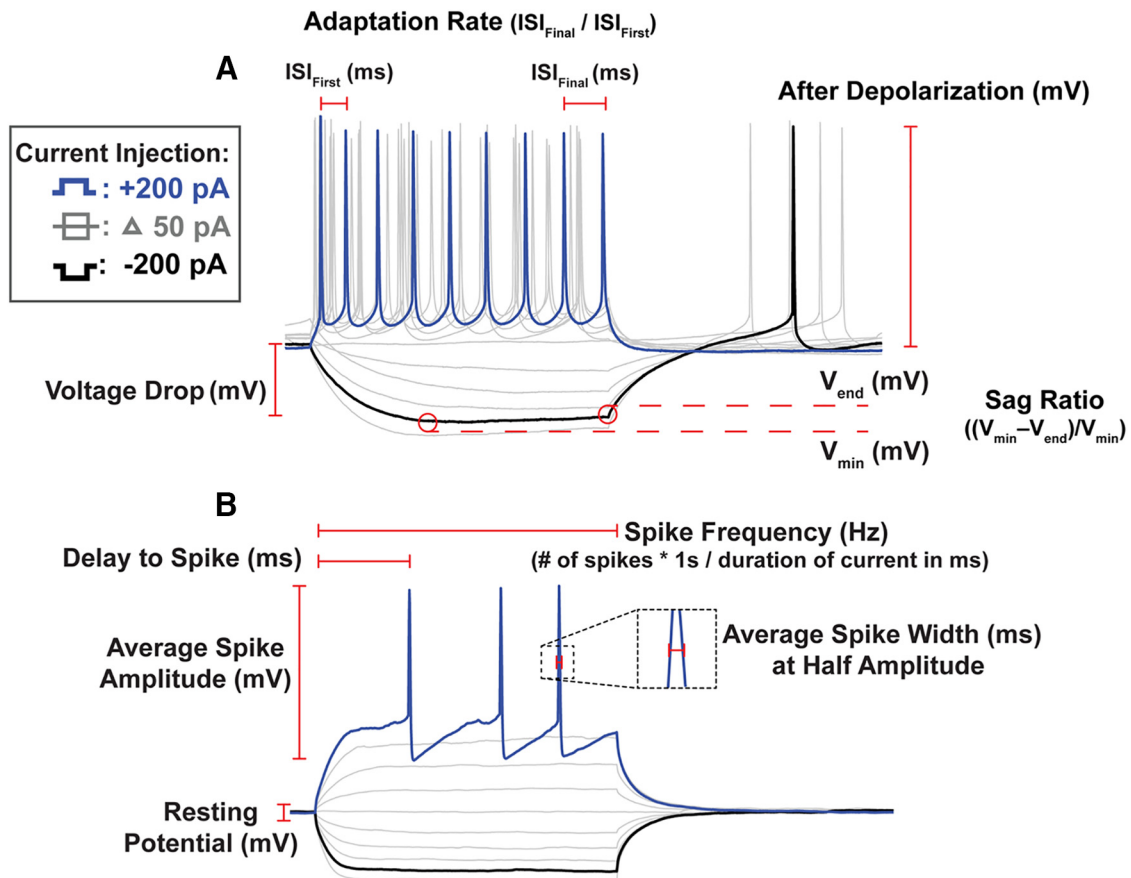 Adaptation Rate (ISIFinal / ISIFirst)
A
ISIFirst (ms)
ISIFinal (ms)
After Depolarization (mV)
Current Injection:
: +200 pA
: Δ 50 pA
: -200 pA
Voltage Drop (mV)
Vend (mV)
Vmin (mV)
Sag Ratio
((Vmin–Vend)/Vmin)
B
Spike Frequency (Hz)
(# of spikes * 1s / duration of current in ms)
Delay to Spike (ms)
Average Spike
Amplitude (mV)
Average Spike Width (ms)
at Half Amplitude
Resting
Potential (mV)